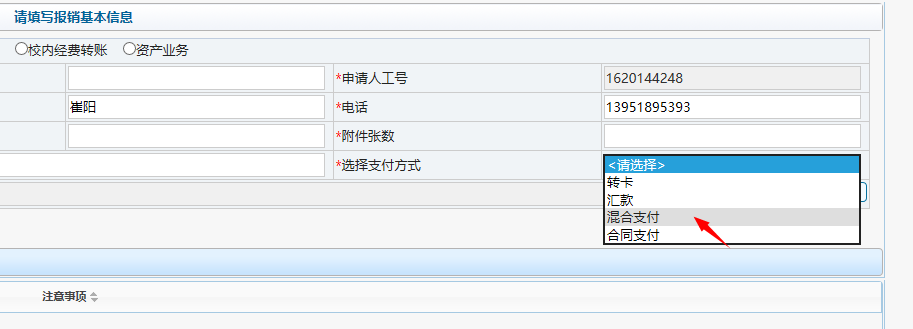 请填写报销基本信息
校内经费转账 资产业务
*申请人工号 1620144248
崔阳 *电话 13951895393
*附件张数
*选择支付方式 <请选择>
转卡
汇款
混合支付
合同支付
注意事项